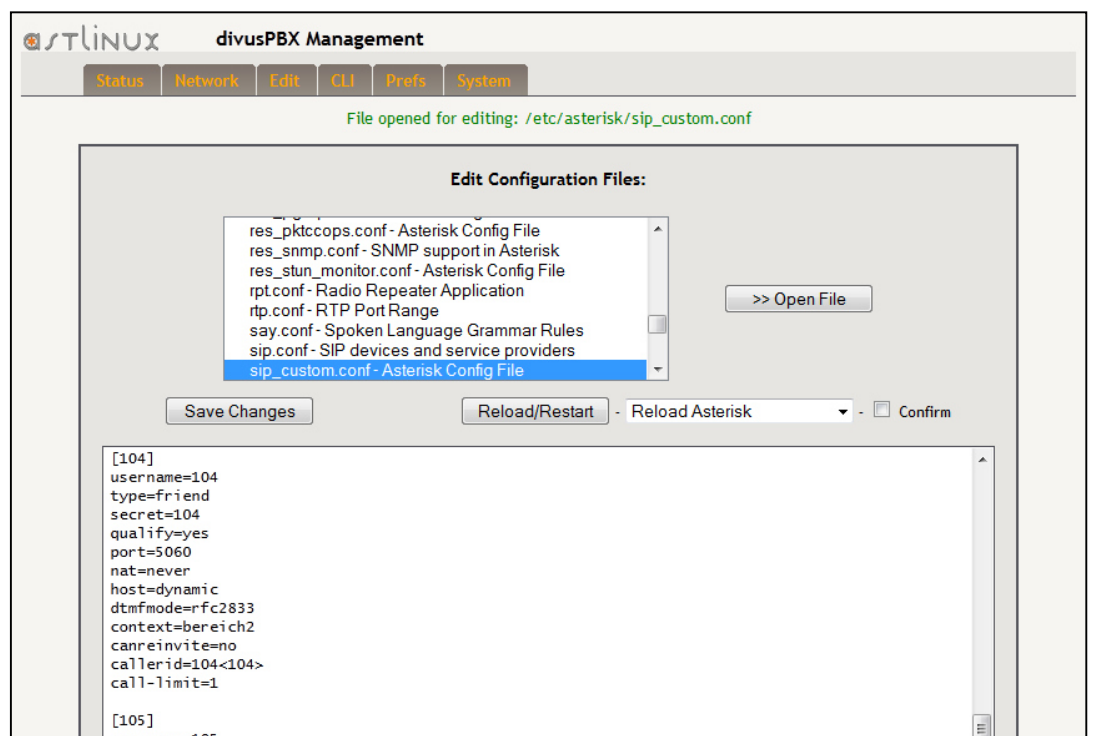 astlinux divusPBX Management
Status Network Edit CLI Prefs System
File opened for editing: /etc/asterisk/sip_custom.conf
Edit Configuration Files:
res_pktccops.conf - Asterisk Config File
res_snmp.conf - SNMP support in Asterisk
res_stun_monitor.conf - Asterisk Config File
rpt.conf - Radio Repeater Application
rtp.conf - RTP Port Range
say.conf - Spoken Language Grammar Rules
sip.conf - SIP devices and service providers
sip_custom.conf - Asterisk Config File
>> Open File
Save Changes Reload/Restart - Reload Asterisk - Confirm
[104]
username=104
type=friend
secret=104
qualify=yes
port=5060
nat=never
host=dynamic
dtmfmode=rfc2833
context=bereich2
canreinvite=no
callerid=104<104>
call-limit=1
[105]